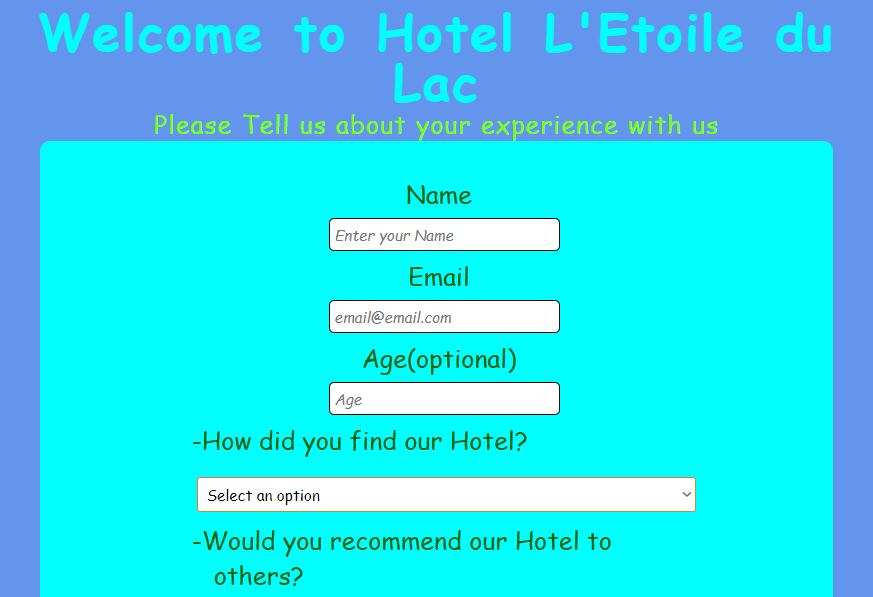 Welcome to Hotel L'Etoile du
Lac
Please Tell us about your experience with us
Name
Enter your Name
Email
email@email.com
Age(optional)
Age
-How did you find our Hotel?
Select an option
-Would you recommend our Hotel to
others?